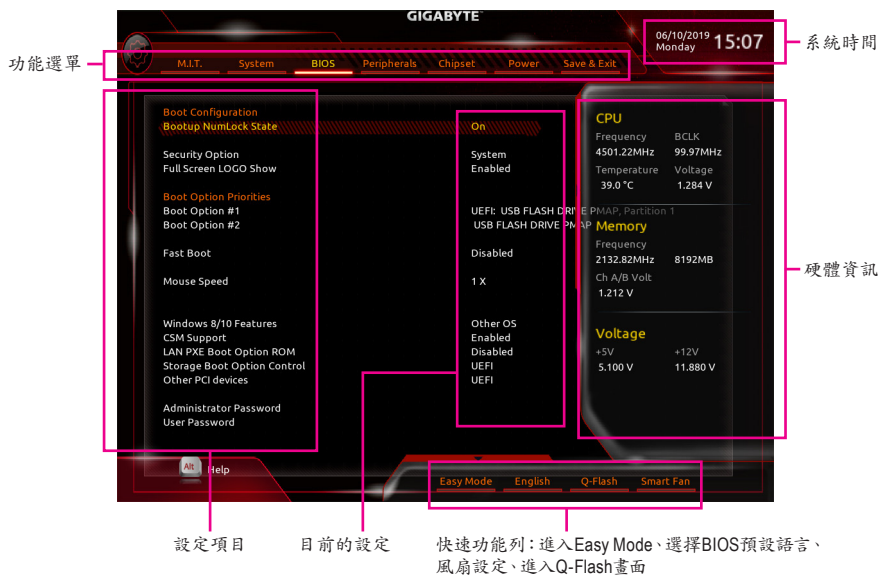 GIGABYTE™
06/10/2019
Monday
15:07
系統時間
功能選單
M.I.T. System BIOS Peripherals Chipset Power Save & Exit
Boot Configuration
Bootup NumLock State On
Security Option System
Full Screen LOGO Show Enabled
Boot Option Priorities
Boot Option #1 UEFI: USB FLASH DRIVE PMAP, Partition 1
Boot Option #2 USB FLASH DRIVE PMAP
Fast Boot Disabled
Mouse Speed 1 X
Windows 8/10 Features Other OS
CSM Support Enabled
LAN PXE Boot Option ROM Disabled
Storage Boot Option Control UEFI
Other PCI devices UEFI
Administrator Password
User Password
CPU
Frequency BCLK
4501.22MHz 99.97MHz
Temperature Voltage
39.0 °C 1.284 V
Memory
Frequency
2132.82MHz 8192MB
Ch A/B Volt
1.212 V
Voltage
+5V +12V
5.100 V 11.880 V
硬體資訊
Alt Help
Easy Mode English Q-Flash Smart Fan
設定項目
目前的設定
快速功能列：進入Easy Mode、選擇BIOS預設語言、
風扇設定、進入Q-Flash畫面